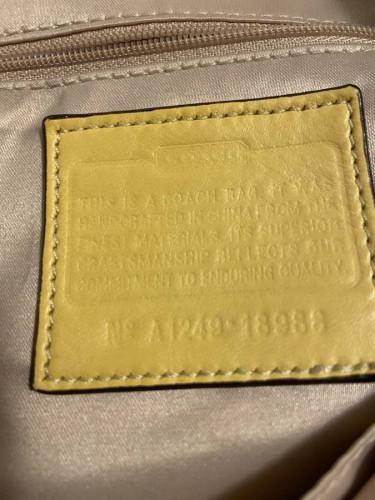 COACH
THIS IS A COACH BAG. IT WAS
HANDCRAFTED IN CHINA FROM THE
FINEST MATERIALS. ITS SUPERIOR
CRAFTSMANSHIP REFLECTS OUR
COMMITMENT TO ENDURING QUALITY.
Nº A1249-18986